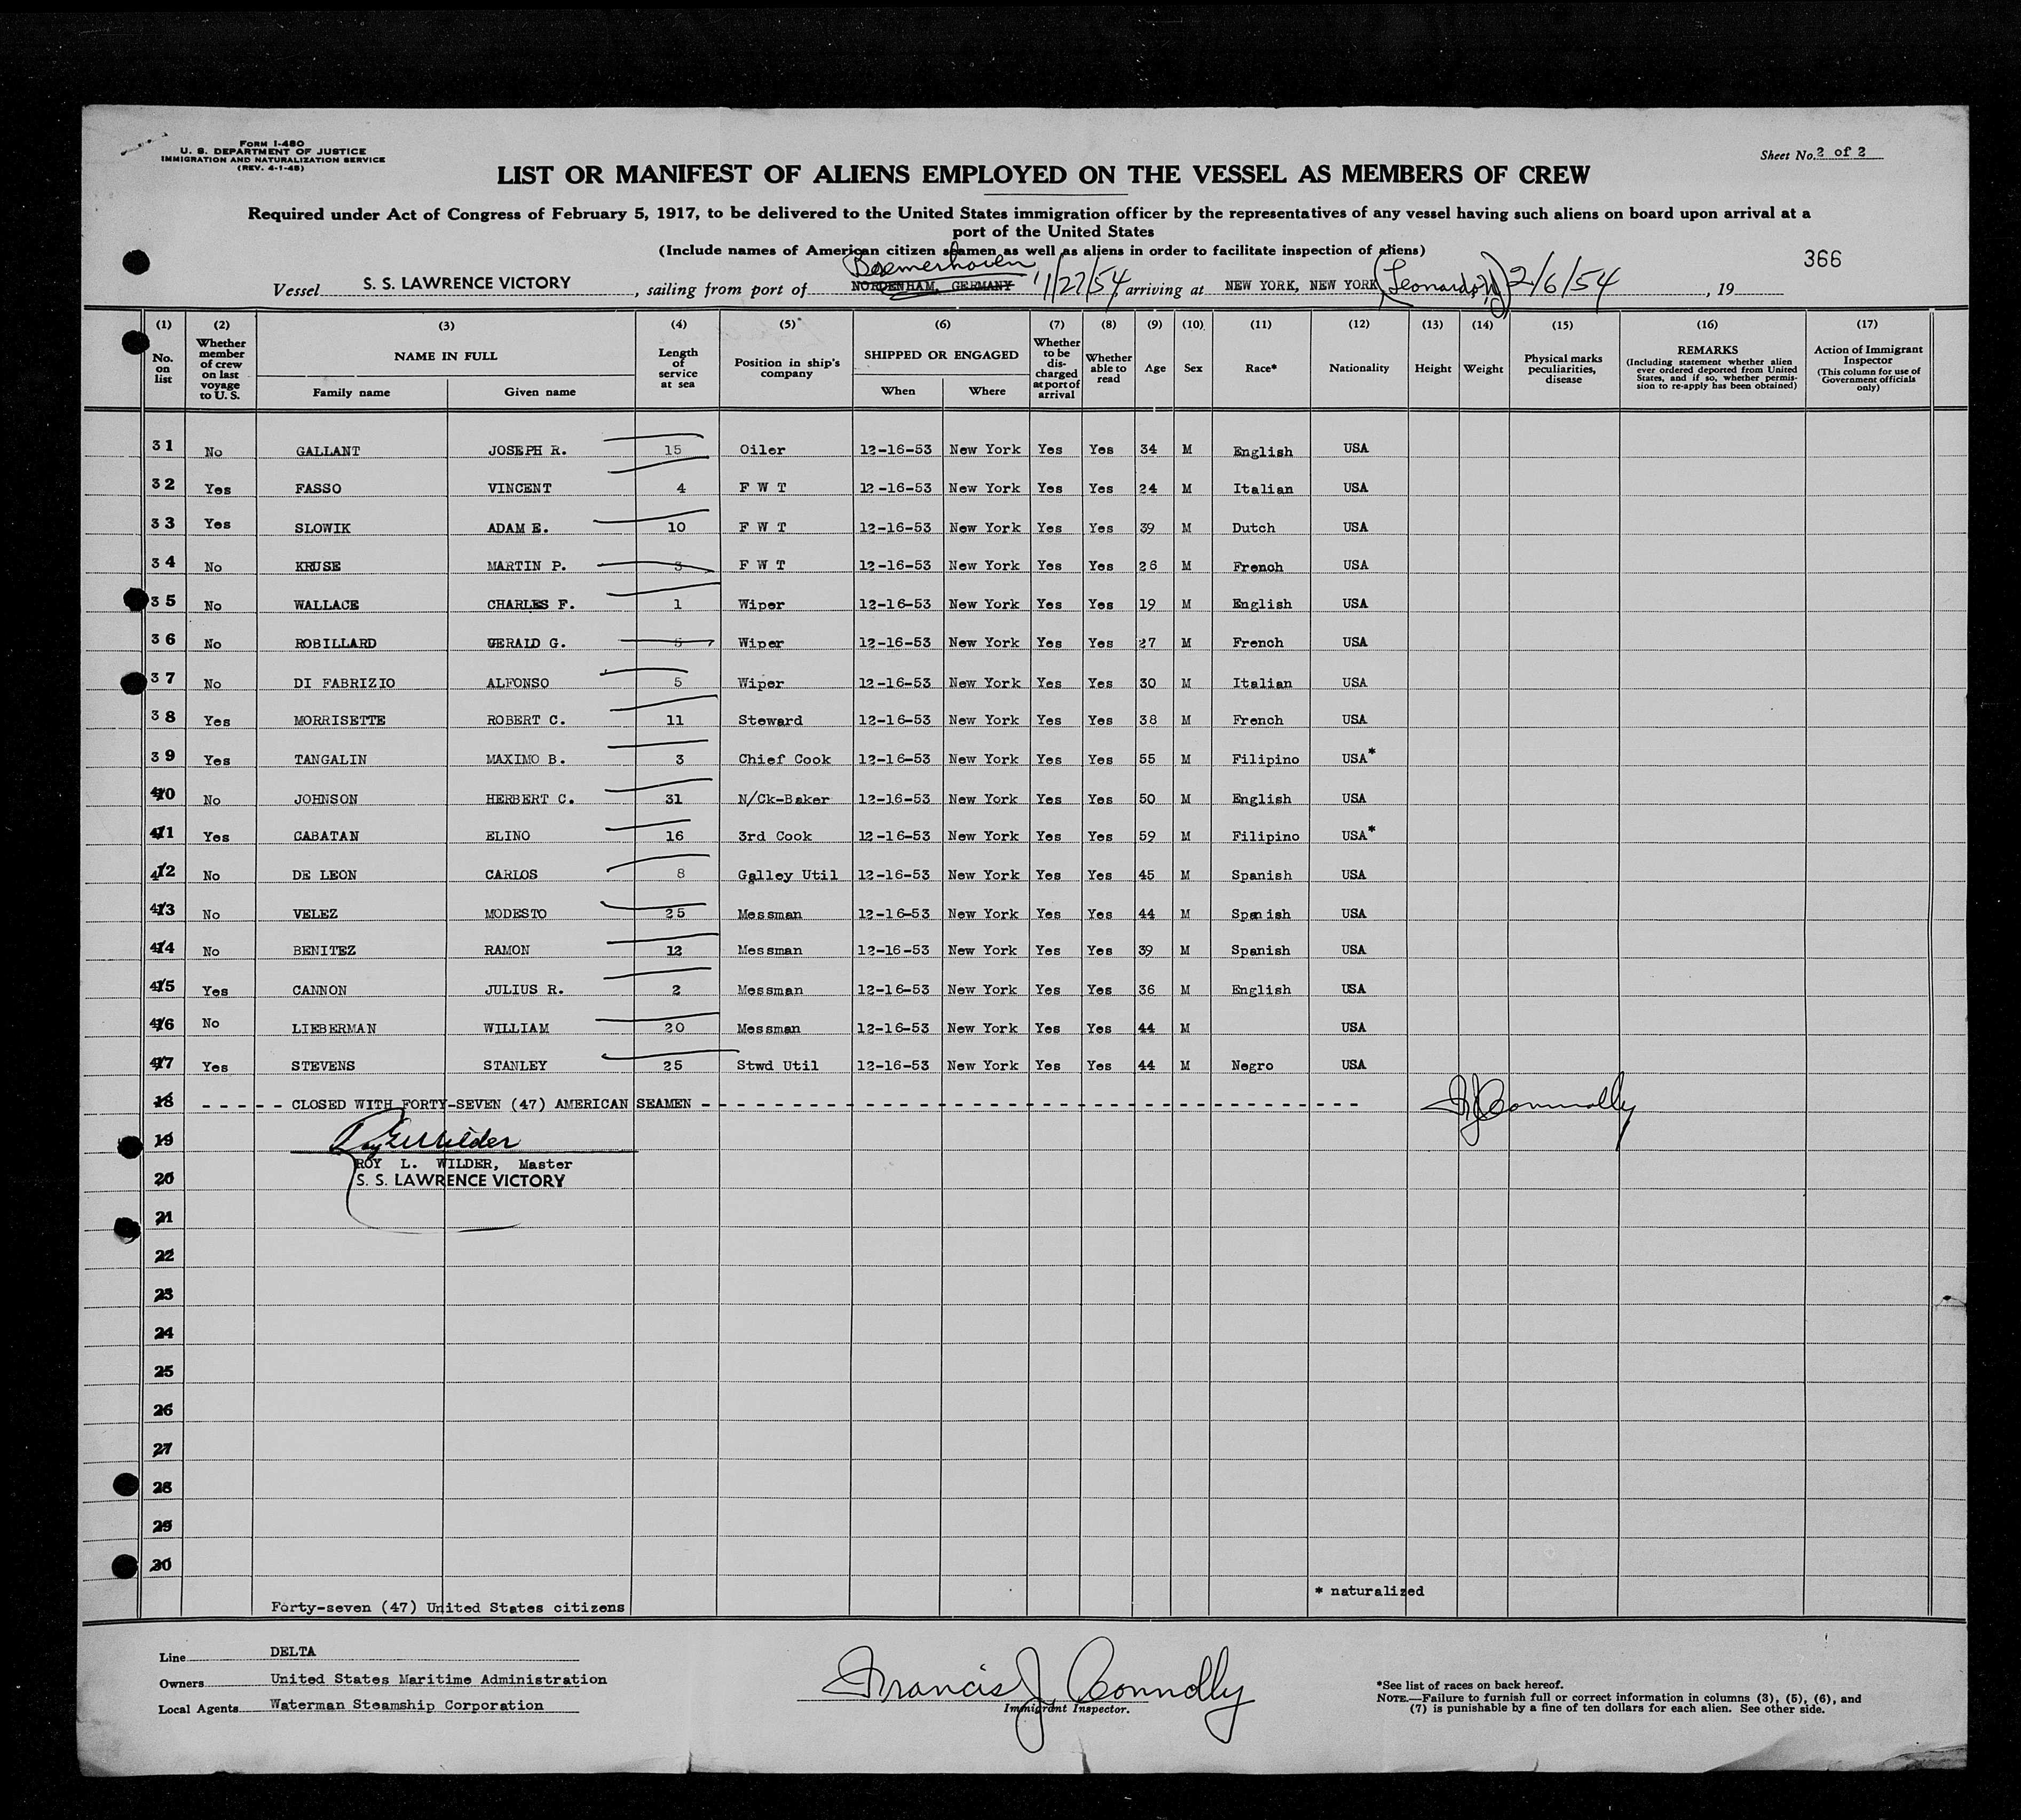 FORM I-480
U. S. DEPARTMENT OF JUSTICE
IMMIGRATION AND NATURALIZATION SERVICE
(REV. 4-1-48)
Sheet No. 2 of 2
LIST OR MANIFEST OF ALIENS EMPLOYED ON THE VESSEL AS MEMBERS OF CREW
Required under Act of Congress of February 5, 1917, to be delivered to the United States immigration officer by the representatives of any vessel having such aliens on board upon arrival at a
port of the United States
(Include names of American citizen seamen as well as aliens in order to facilitate inspection of aliens)
366
Bremerhaven
Vessel S. S. LAWRENCE VICTORY, sailing from port of NORDENHAM, GERMANY 1/27/54, arriving at NEW YORK, NEW YORK (Leonardo, NJ) 2/6/54, 19
(1) (2) (3) (4) (5) (6) (7) (8) (9) (10) (11) (12) (13) (14) (15) (16) (17)
No. on list Whether member of crew on last voyage to U. S. NAME IN FULL Length of service at sea Position in ship's company SHIPPED OR ENGAGED Whether to be discharged at port of arrival Whether able to read Age Sex Race* Nationality Height Weight Physical marks peculiarities, disease REMARKS (Including statement whether alien ever ordered deported from United States, and if so, whether permission to re-apply has been obtained) Action of Immigrant Inspector (This column for use of Government officials only)
Family name Given name When Where
31 No GALLANT JOSEPH R. 15 Oiler 12-16-53 New York Yes Yes 34 M English USA
32 Yes FASSO VINCENT 4 F W T 12-16-53 New York Yes Yes 24 M Italian USA
33 Yes SLOWIK ADAM E. 10 F W T 12-16-53 New York Yes Yes 39 M Dutch USA
34 No KRUSE MARTIN P. 3 F W T 12-16-53 New York Yes Yes 26 M French USA
35 No WALLACE CHARLES F. 1 Wiper 12-16-53 New York Yes Yes 19 M English USA
36 No ROBILLARD GERALD G. 5 Wiper 12-16-53 New York Yes Yes 27 M French USA
37 No DI FABRIZIO ALFONSO 5 Wiper 12-16-53 New York Yes Yes 30 M Italian USA
38 Yes MORRISETTE ROBERT C. 11 Steward 12-16-53 New York Yes Yes 38 M French USA
39 Yes TANGALIN MAXIMO B. 3 Chief Cook 12-16-53 New York Yes Yes 55 M Filipino USA*
40 No JOHNSON HERBERT C. 31 N/Ck-Baker 12-16-53 New York Yes Yes 50 M English USA
41 Yes CABATAN ELINO 16 3rd Cook 12-16-53 New York Yes Yes 59 M Filipino USA*
42 No DE LEON CARLOS 8 Galley Util 12-16-53 New York Yes Yes 45 M Spanish USA
43 No VELEZ MODESTO 25 Messman 12-16-53 New York Yes Yes 44 M Spanish USA
44 No BENITEZ RAMON 12 Messman 12-16-53 New York Yes Yes 39 M Spanish USA
45 Yes CANNON JULIUS R. 2 Messman 12-16-53 New York Yes Yes 36 M English USA
46 No LIEBERMAN WILLIAM 20 Messman 12-16-53 New York Yes Yes 44 M USA
47 Yes STEVENS STANLEY 25 Stwd Util 12-16-53 New York Yes Yes 44 M Negro USA
18 - - - - - CLOSED WITH FORTY-SEVEN (47) AMERICAN SEAMEN - - - - - FJConnolly
19 Roy L Wilder
ROY L. WILDER, Master
20 S. S. LAWRENCE VICTORY
21
22
23
24
25
26
27
28
29
30
* naturalized
Forty-seven (47) United States citizens
Line DELTA
Owners United States Maritime Administration
Local Agents Waterman Steamship Corporation
Francis J. Connolly
Immigrant Inspector.
*See list of races on back hereof.
NOTE.—Failure to furnish full or correct information in columns (3), (5), (6), and
(7) is punishable by a fine of ten dollars for each alien. See other side.